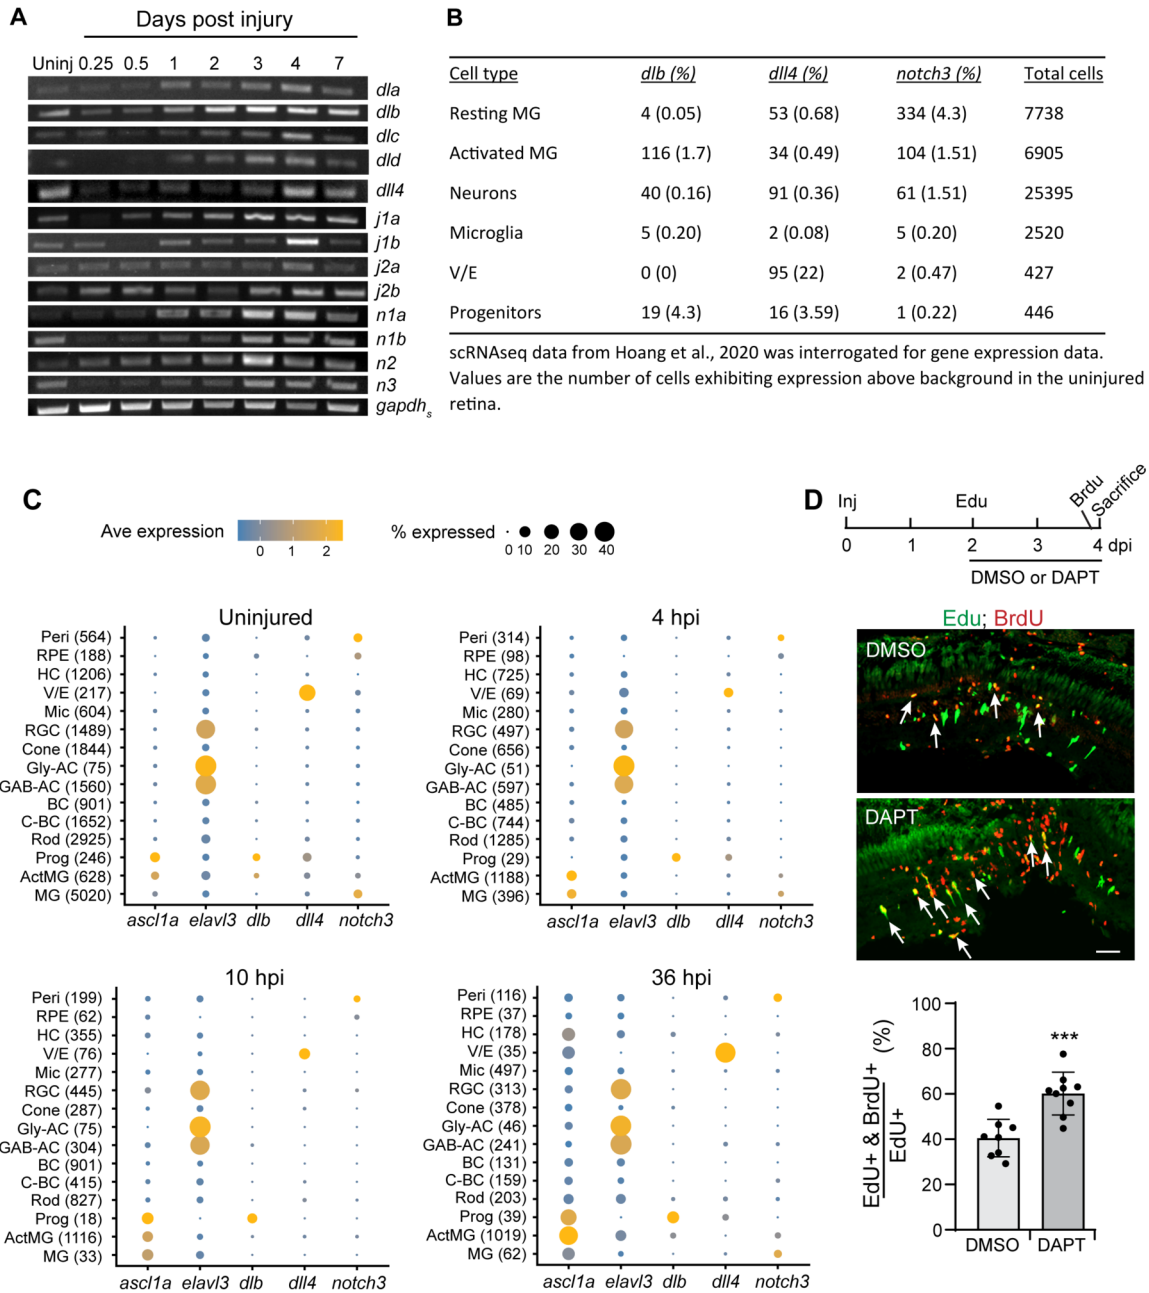 A
Days post injury
Uninj 0.25 0.5 1 2 3 4 7
dla
dlb
dlc
dld
dll4
j1a
j1b
j2a
j2b
n1a
n1b
n2
n3
gapdhs
B
Cell type dlb (%) dll4 (%) notch3 (%) Total cells
Resting MG 4 (0.05) 53 (0.68) 334 (4.3) 7738
Activated MG 116 (1.7) 34 (0.49) 104 (1.51) 6905
Neurons 40 (0.16) 91 (0.36) 61 (1.51) 25395
Microglia 5 (0.20) 2 (0.08) 5 (0.20) 2520
V/E 0 (0) 95 (22) 2 (0.47) 427
Progenitors 19 (4.3) 16 (3.59) 1 (0.22) 446
scRNAseq data from Hoang et al., 2020 was interrogated for gene expression data.
Values are the number of cells exhibiting expression above background in the uninjured
retina.
C
Ave expression
0 1 2
% expressed
0 10 20 30 40
Uninjured
Peri (564)
RPE (188)
HC (1206)
V/E (217)
Mic (604)
RGC (1489)
Cone (1844)
Gly-AC (75)
GAB-AC (1560)
BC (901)
C-BC (1652)
Rod (2925)
Prog (246)
ActMG (628)
MG (5020)
ascl1a elavl3 dlb dll4 notch3
4 hpi
Peri (314)
RPE (98)
HC (725)
V/E (69)
Mic (280)
RGC (497)
Cone (656)
Gly-AC (51)
GAB-AC (597)
BC (485)
C-BC (744)
Rod (1285)
Prog (29)
ActMG (1188)
MG (396)
ascl1a elavl3 dlb dll4 notch3
10 hpi
Peri (199)
RPE (62)
HC (355)
V/E (76)
Mic (277)
RGC (445)
Cone (287)
Gly-AC (75)
GAB-AC (304)
BC (901)
C-BC (415)
Rod (827)
Prog (18)
ActMG (1116)
MG (33)
ascl1a elavl3 dlb dll4 notch3
36 hpi
Peri (116)
RPE (37)
HC (178)
V/E (35)
Mic (497)
RGC (313)
Cone (378)
Gly-AC (46)
GAB-AC (241)
BC (131)
C-BC (159)
Rod (203)
Prog (39)
ActMG (1019)
MG (62)
ascl1a elavl3 dlb dll4 notch3
D
Inj Edu Brdu Sacrifice
0 1 2 3 4 dpi
DMSO or DAPT
Edu; BrdU
DMSO
DAPT
EdU+ & BrdU+
EdU+
(%)
100
80
60
40
20
0
***
DMSO DAPT